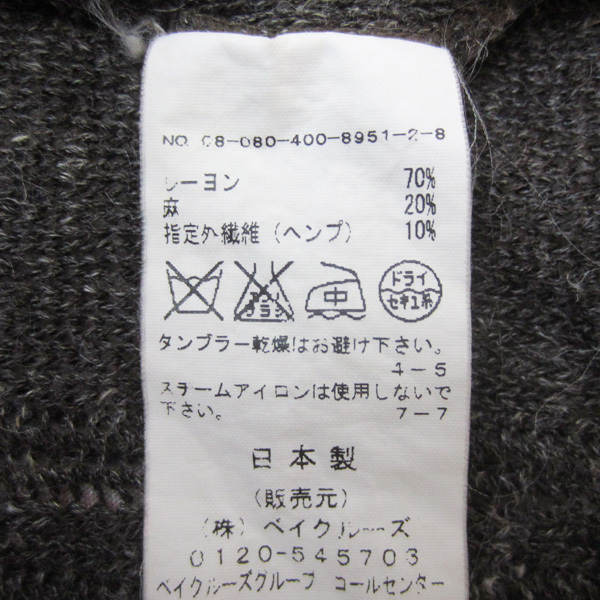 NO. 08-080-400-8951-2-8
レーヨン 70%
麻 20%
指定外繊維(ヘンプ) 10%
中
ドライ
セキユ系
タンブラー乾燥はお避け下さい。
4-5
スチームアイロンは使用しないで
下さい。 7-7
日本製
(販売元)
(株)ベイクルーズ
0120-545703
ベイクルーズグループ コールセンター